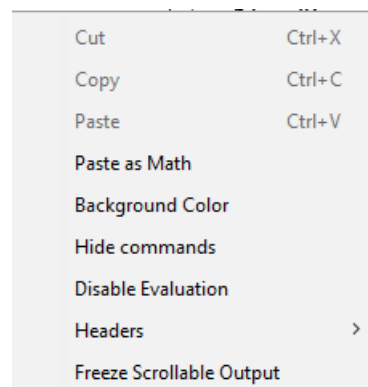 Cut Ctrl+X
Copy Ctrl+C
Paste Ctrl+V
Paste as Math
Background Color
Hide commands
Disable Evaluation
Headers >
Freeze Scrollable Output